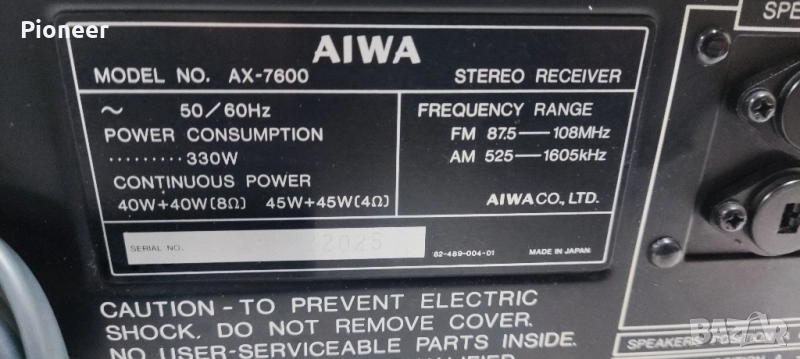 Pioneer
AIWA
MODEL NO. AX-7600 STEREO RECEIVER
~ 50/60Hz
POWER CONSUMPTION
·········· 330W
CONTINUOUS POWER
40W+40W(8Ω) 45W+45W(4Ω)
FREQUENCY RANGE
FM 87.5——108MHz
AM 525——1605kHz
AIWA CO., LTD.
SERIAL NO. 2025
82-489-004-01 MADE IN JAPAN
CAUTION - TO PREVENT ELECTRIC
SHOCK, DO NOT REMOVE COVER.
NO USER-SERVICEABLE PARTS INSIDE.
SPE
SPEAKERS
bazar